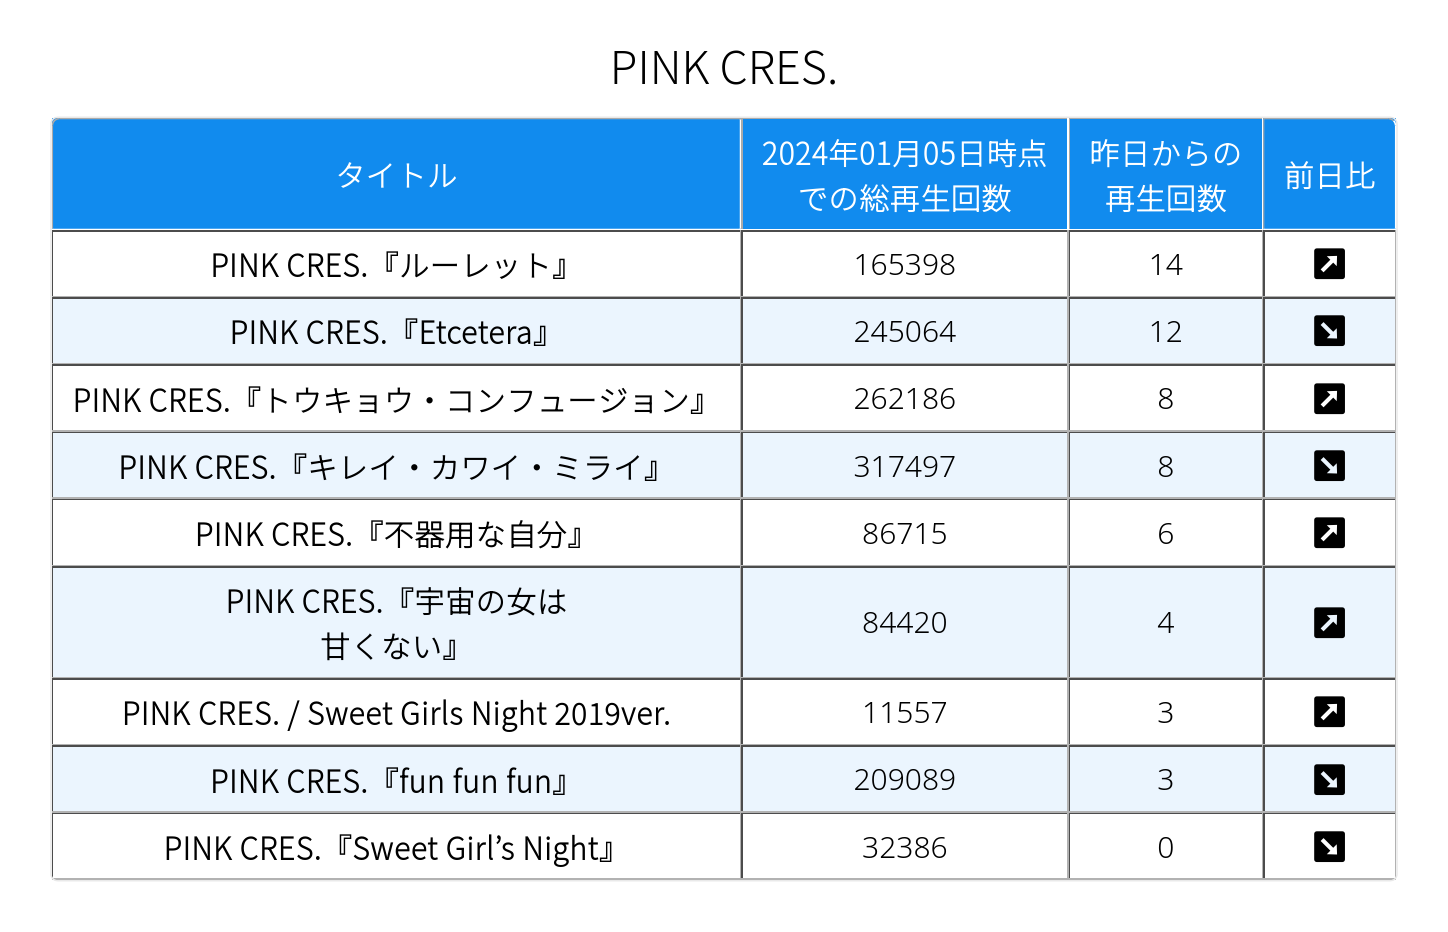 PINK CRES.
タイトル
2024年01月05日時点
での総再生回数
昨日からの
再生回数
前日比
PINK CRES.『ルーレット』 165398 14
PINK CRES.『Etcetera』 245064 12
PINK CRES.『トウキョウ・コンフュージョン』 262186 8
PINK CRES.『キレイ・カワイ・ミライ』 317497 8
PINK CRES.『不器用な自分』 86715 6
PINK CRES.『宇宙の女は
甘くない』 84420 4
PINK CRES. / Sweet Girls Night 2019ver. 11557 3
PINK CRES.『fun fun fun』 209089 3
PINK CRES.『Sweet Girl’s Night』 32386 0